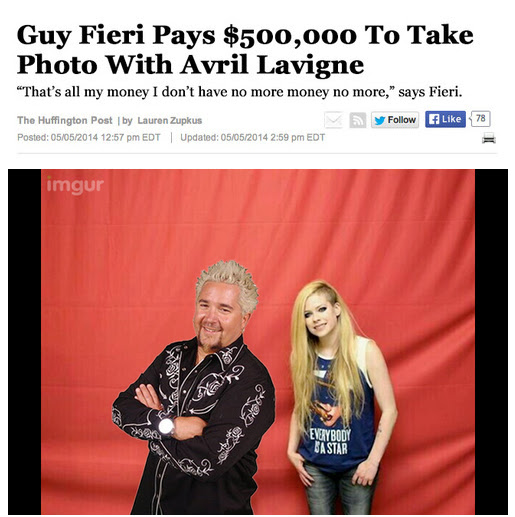 Guy Fieri Pays $500,000 To Take
Photo With Avril Lavigne
“That’s all my money I don’t have no more money no more,” says Fieri.
The Huffington Post | by Lauren Zupkus
Follow
Like
78
Posted: 05/05/2014 12:57 pm EDT | Updated: 05/05/2014 2:59 pm EDT
imgur
EVERYBODY
IS A STAR